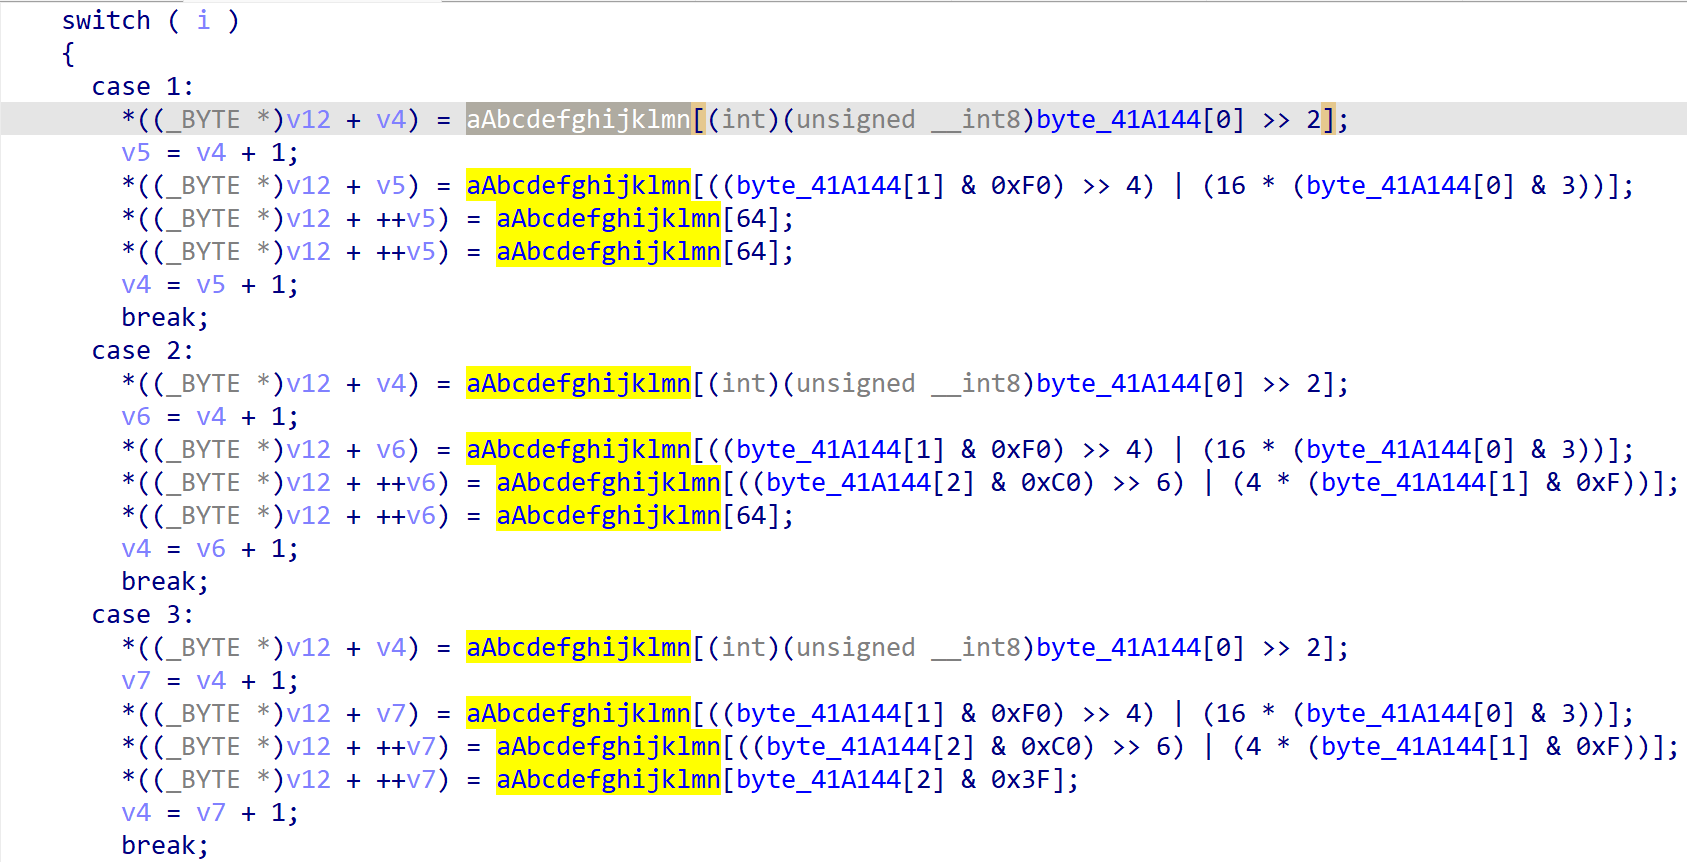 switch ( i )
{
case 1:
*((_BYTE *)v12 + v4) = aAbcdefghijklmn[(int)(unsigned __int8)byte_41A144[0] >> 2];
v5 = v4 + 1;
*((_BYTE *)v12 + v5) = aAbcdefghijklmn[((byte_41A144[1] & 0xF0) >> 4) | (16 * (byte_41A144[0] & 3))];
*((_BYTE *)v12 + ++v5) = aAbcdefghijklmn[64];
*((_BYTE *)v12 + ++v5) = aAbcdefghijklmn[64];
v4 = v5 + 1;
break;
case 2:
*((_BYTE *)v12 + v4) = aAbcdefghijklmn[(int)(unsigned __int8)byte_41A144[0] >> 2];
v6 = v4 + 1;
*((_BYTE *)v12 + v6) = aAbcdefghijklmn[((byte_41A144[1] & 0xF0) >> 4) | (16 * (byte_41A144[0] & 3))];
*((_BYTE *)v12 + ++v6) = aAbcdefghijklmn[((byte_41A144[2] & 0xC0) >> 6) | (4 * (byte_41A144[1] & 0xF))];
*((_BYTE *)v12 + ++v6) = aAbcdefghijklmn[64];
v4 = v6 + 1;
break;
case 3:
*((_BYTE *)v12 + v4) = aAbcdefghijklmn[(int)(unsigned __int8)byte_41A144[0] >> 2];
v7 = v4 + 1;
*((_BYTE *)v12 + v7) = aAbcdefghijklmn[((byte_41A144[1] & 0xF0) >> 4) | (16 * (byte_41A144[0] & 3))];
*((_BYTE *)v12 + ++v7) = aAbcdefghijklmn[((byte_41A144[2] & 0xC0) >> 6) | (4 * (byte_41A144[1] & 0xF))];
*((_BYTE *)v12 + ++v7) = aAbcdefghijklmn[byte_41A144[2] & 0x3F];
v4 = v7 + 1;
break;